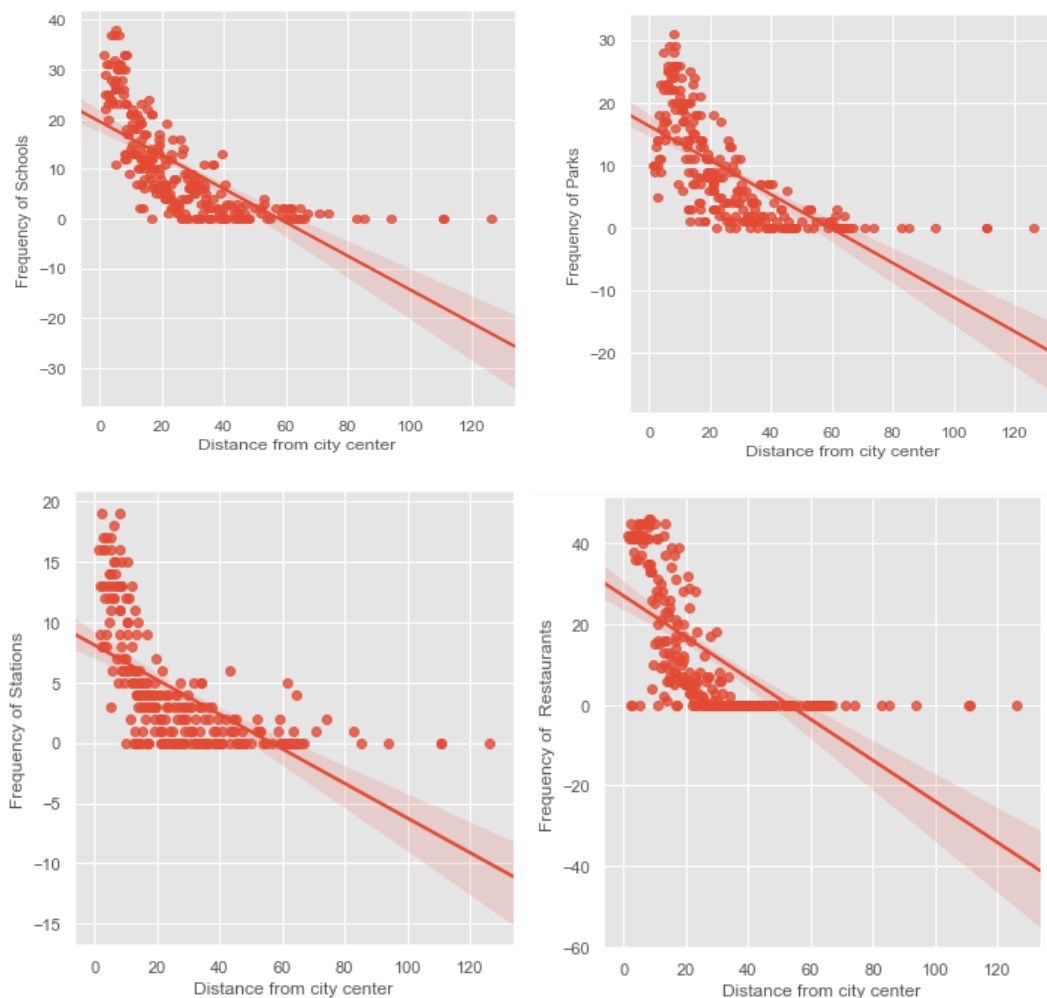 40
30
20
10
0
−10
−20
−30
Frequency of Schools
0 20 40 60 80 100 120
Distance from city center
30
20
10
0
−10
−20
Frequency of Parks
0 20 40 60 80 100 120
Distance from city center
20
15
10
5
0
−5
−10
−15
Frequency of Stations
0 20 40 60 80 100 120
Distance from city center
40
20
0
−20
−40
−60
Frequency of Restaurants
0 20 40 60 80 100 120
Distance from city center